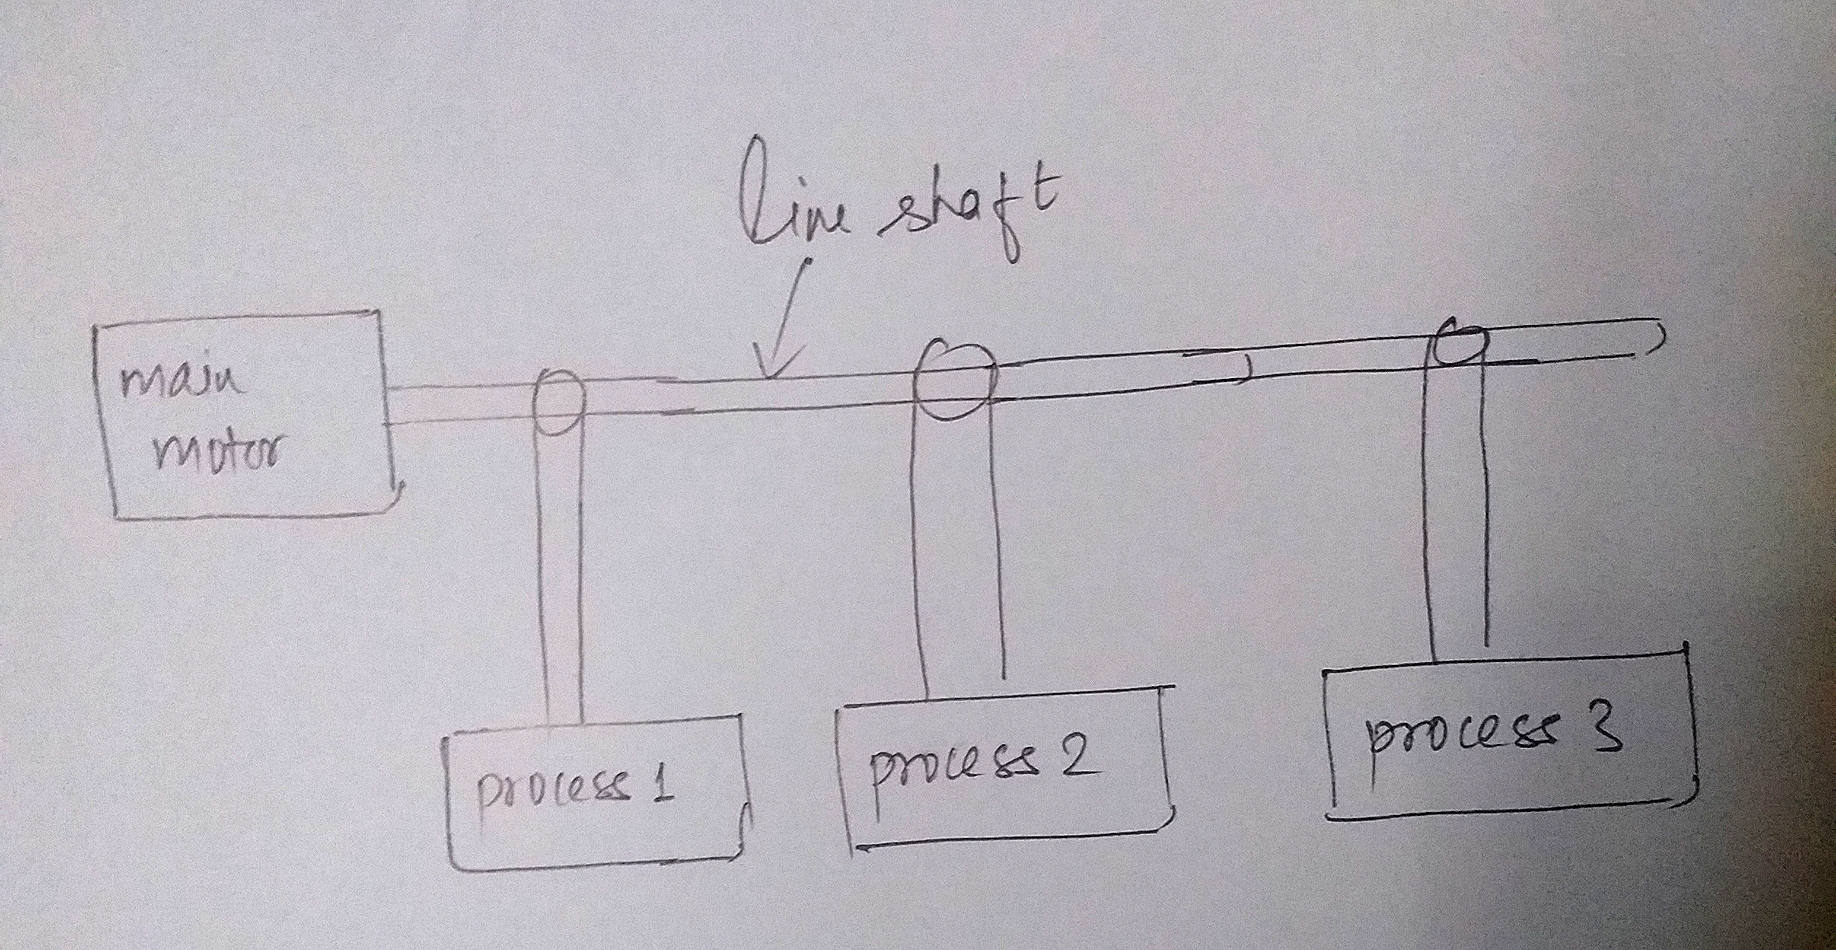 line shaft
main
motor
process 1
process 2
process 3